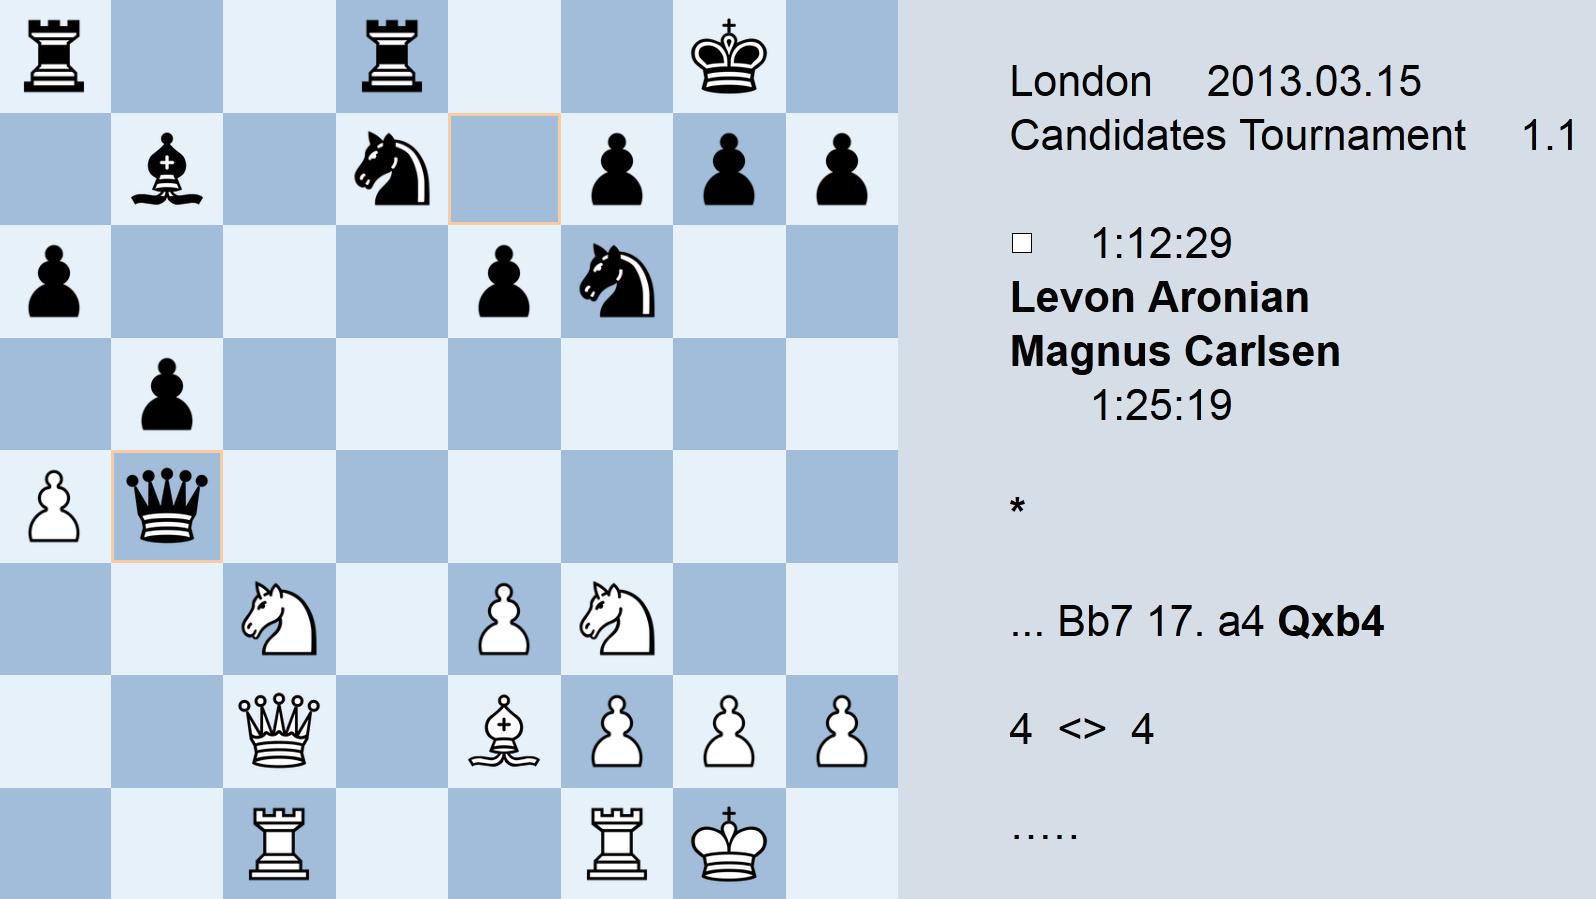 London 2013.03.15
Candidates Tournament 1.1
1:12:29
Levon Aronian
Magnus Carlsen
1:25:19
*
... Bb7 17. a4 Qxb4
4 <> 4
.....